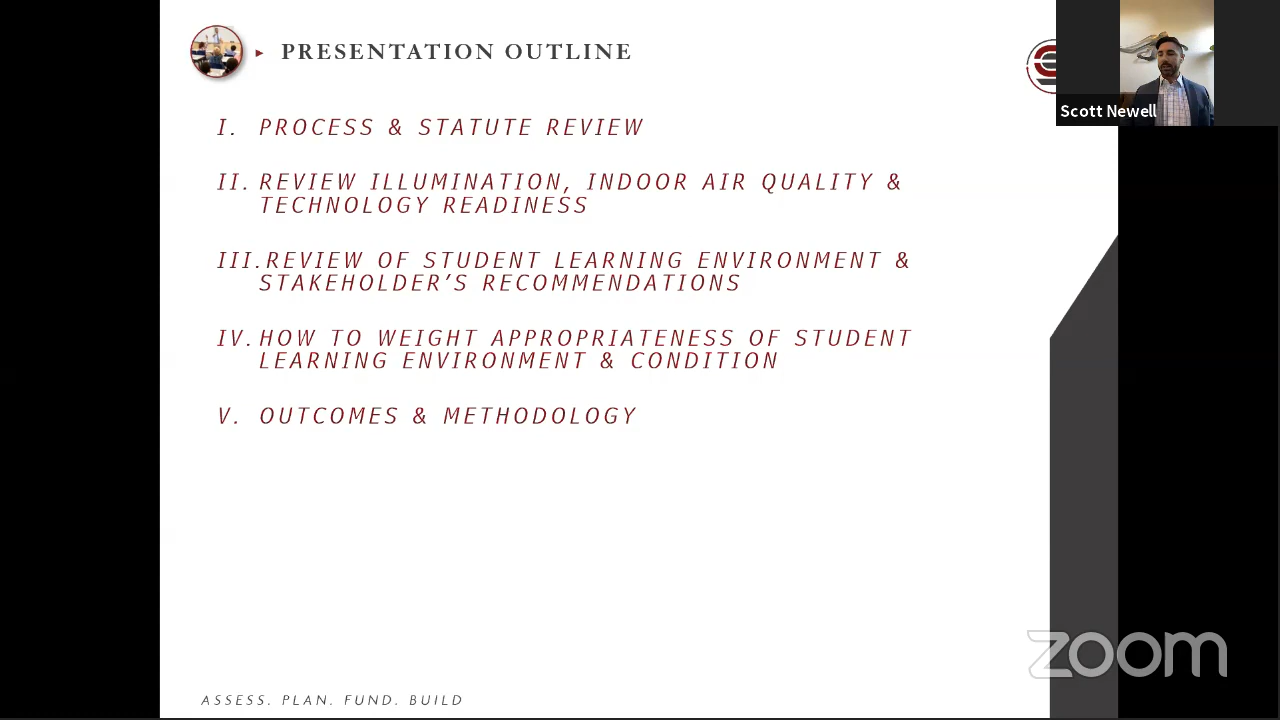 PRESENTATION OUTLINE
Scott Newell
I. PROCESS & STATUTE REVIEW
II. REVIEW ILLUMINATION, INDOOR AIR QUALITY &
TECHNOLOGY READINESS
III. REVIEW OF STUDENT LEARNING ENVIRONMENT &
STAKEHOLDER’S RECOMMENDATIONS
IV. HOW TO WEIGHT APPROPRIATENESS OF STUDENT
LEARNING ENVIRONMENT & CONDITION
V. OUTCOMES & METHODOLOGY
zoom
ASSESS. PLAN. FUND. BUILD